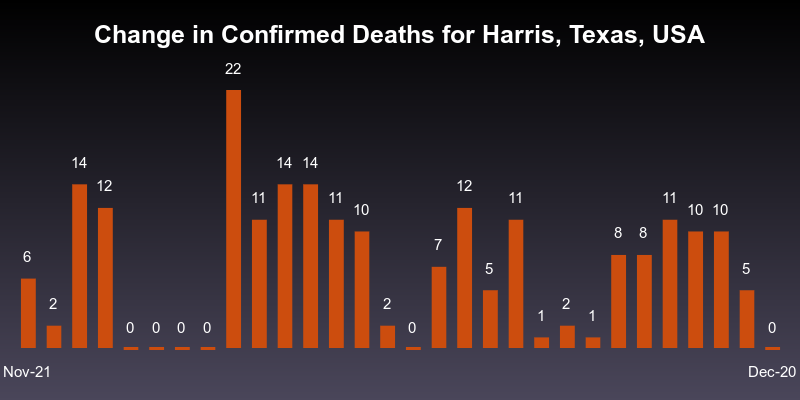 Change in Confirmed Deaths for Harris, Texas, USA
6 2 14 12 0 0 0 0 22 11 14 14 11 10 2 0 7 12 5 11 1 2 1 8 8 11 10 10 5 0
Nov-21 Dec-20